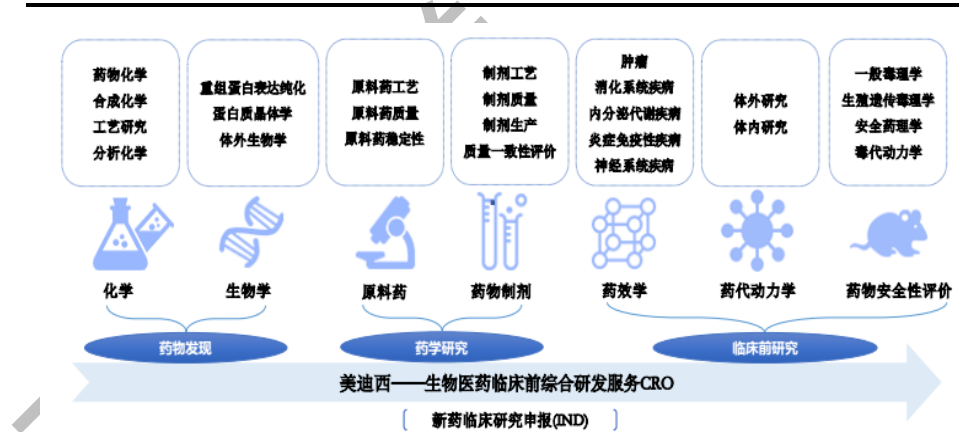 药物化学
合成化学
工艺研究
分析化学
重组蛋白表达纯化
蛋白质晶体学
体外生物学
原料药工艺
原料药质量
原料药稳定性
制剂工艺
制剂质量
制剂生产
质量一致性评价
肿瘤
消化系统疾病
内分泌代谢疾病
炎症免疫性疾病
神经系统疾病
体外研究
体内研究
一般毒理学
生殖遗传毒理学
安全药理学
毒代动力学
化学
生物学
原料药
药物制剂
药效学
药代动力学
药物安全性评价
药物发现
药学研究
临床前研究
美迪西——生物医药临床前综合研发服务CRO
[ 新药临床研究申报(IND) ]